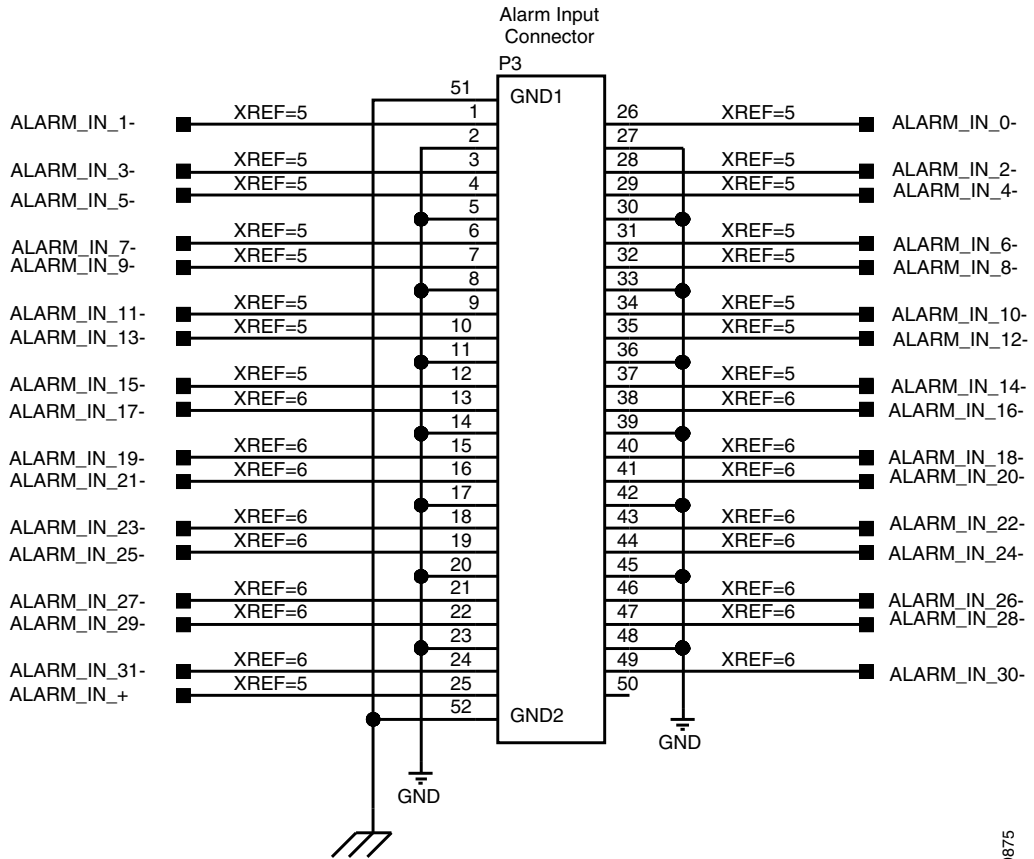 Alarm Input
Connector
P3
51 GND1
ALARM_IN_1- XREF=5 1 26 XREF=5 ALARM_IN_0-
2 27
ALARM_IN_3- XREF=5 3 28 XREF=5 ALARM_IN_2-
ALARM_IN_5- XREF=5 4 29 XREF=5 ALARM_IN_4-
5 30
ALARM_IN_7- XREF=5 6 31 XREF=5 ALARM_IN_6-
ALARM_IN_9- XREF=5 7 32 XREF=5 ALARM_IN_8-
8 33
ALARM_IN_11- XREF=5 9 34 XREF=5 ALARM_IN_10-
ALARM_IN_13- XREF=5 10 35 XREF=5 ALARM_IN_12-
11 36
ALARM_IN_15- XREF=5 12 37 XREF=5 ALARM_IN_14-
ALARM_IN_17- XREF=6 13 38 XREF=6 ALARM_IN_16-
14 39
ALARM_IN_19- XREF=6 15 40 XREF=6 ALARM_IN_18-
ALARM_IN_21- XREF=6 16 41 XREF=6 ALARM_IN_20-
17 42
ALARM_IN_23- XREF=6 18 43 XREF=6 ALARM_IN_22-
ALARM_IN_25- XREF=6 19 44 XREF=6 ALARM_IN_24-
20 45
ALARM_IN_27- XREF=6 21 46 XREF=6 ALARM_IN_26-
ALARM_IN_29- XREF=6 22 47 XREF=6 ALARM_IN_28-
23 48
ALARM_IN_31- XREF=6 24 49 XREF=6 ALARM_IN_30-
ALARM_IN_+ XREF=5 25 50
52 GND2
GND
GND